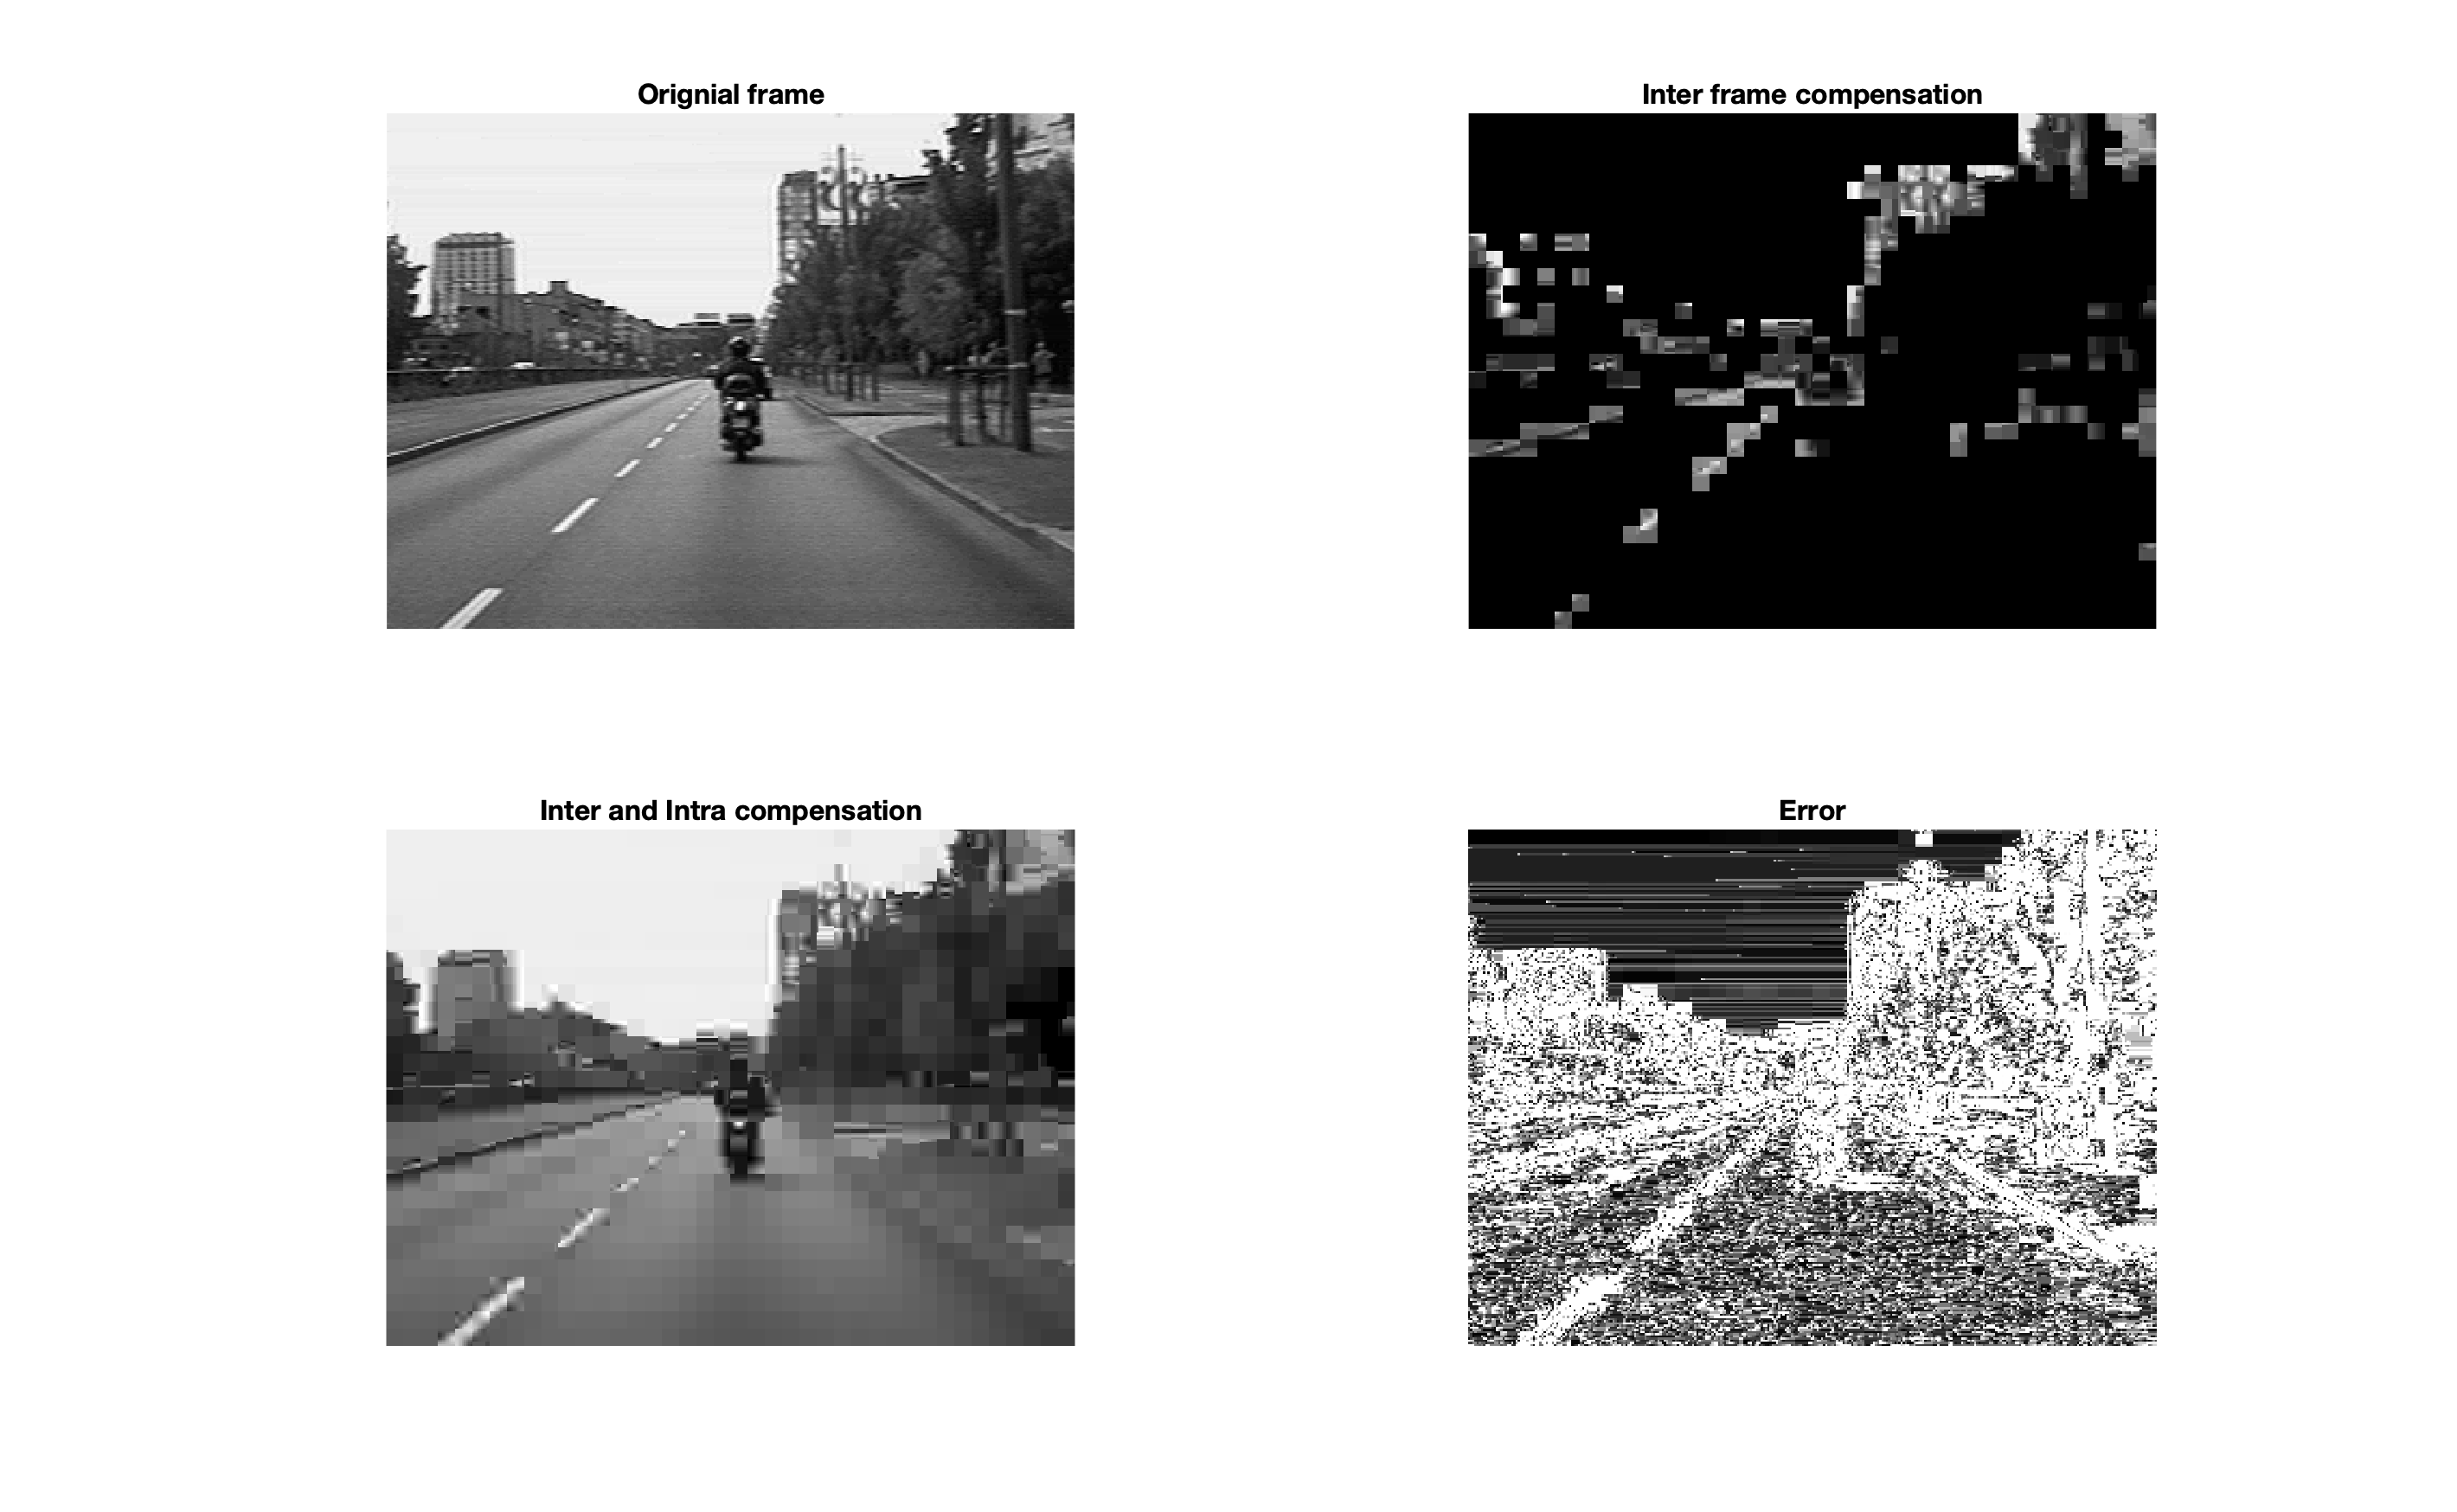 Orignial frame
Inter frame compensation
Inter and Intra compensation
Error